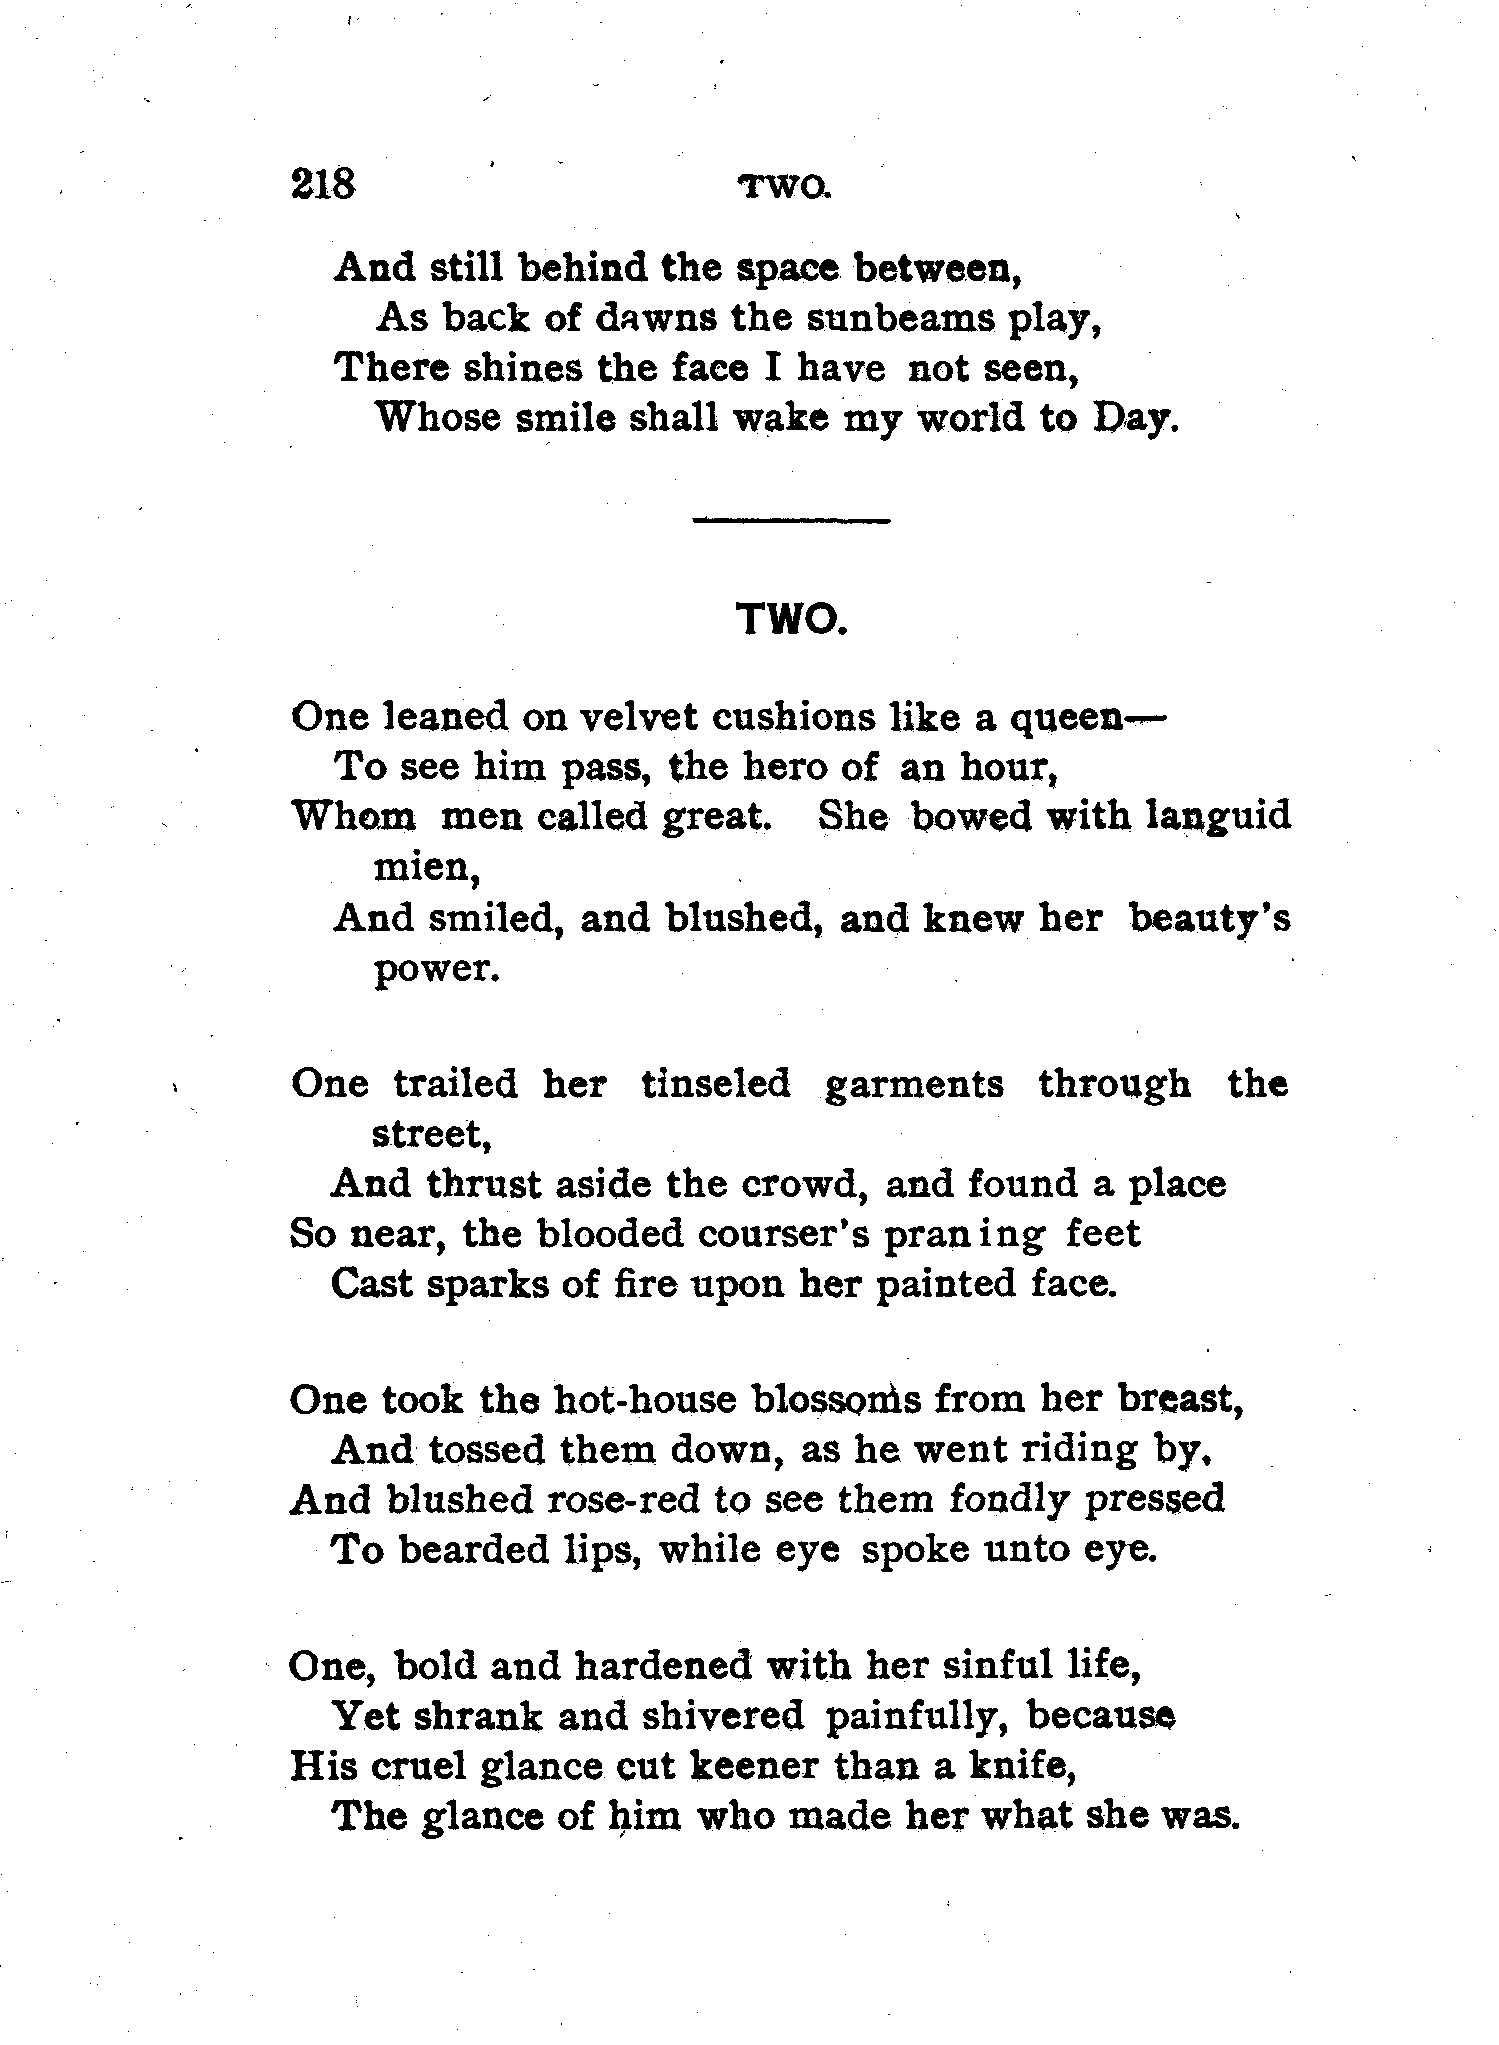 218 TWO.
And still behind the space between,
As back of dawns the sunbeams play,
There shines the face I have not seen,
Whose smile shall wake my world to Day.
TWO.
One leaned on velvet cushions like a queen—
To see him pass, the hero of an hour,
Whom men called great. She bowed with languid
mien,
And smiled, and blushed, and knew her beauty's
power.
One trailed her tinseled garments through the
street,
And thrust aside the crowd, and found a place
So near, the blooded courser's praning feet
Cast sparks of fire upon her painted face.
One took the hot-house blossoms from her breast,
And tossed them down, as he went riding by,
And blushed rose-red to see them fondly pressed
To bearded lips, while eye spoke unto eye.
One, bold and hardened with her sinful life,
Yet shrank and shivered painfully, because
His cruel glance cut keener than a knife,
The glance of him who made her what she was.